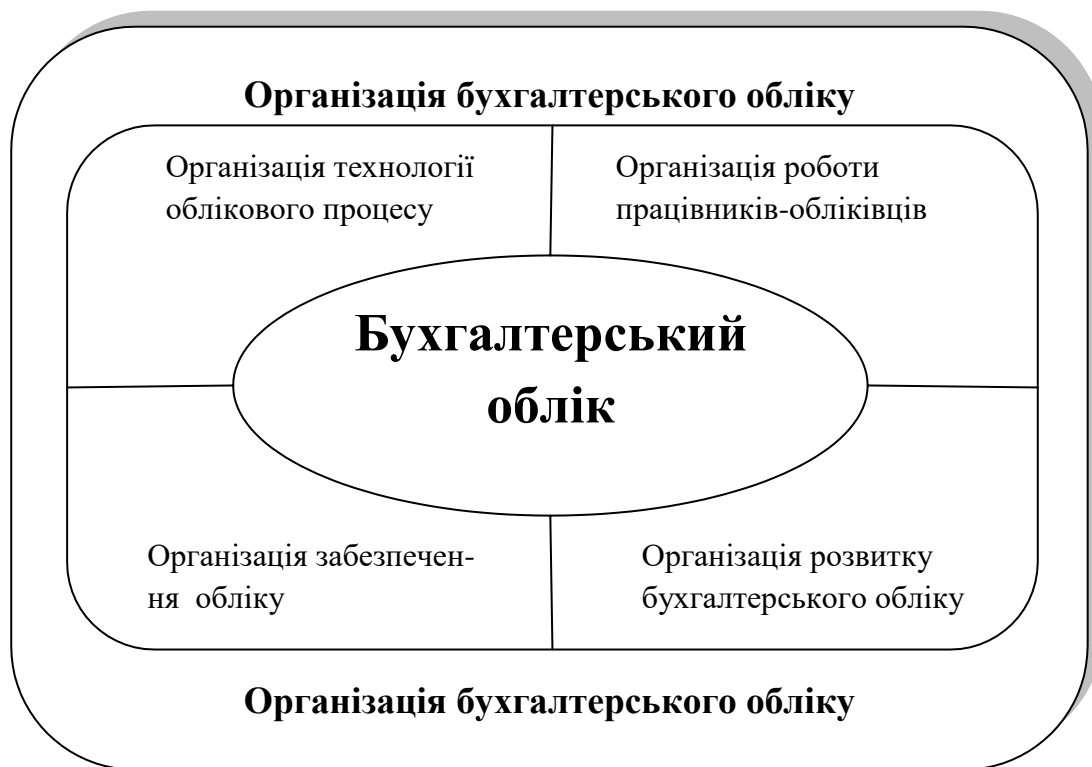 Організація бухгалтерського обліку
Організація технології
облікового процесу
Організація роботи
працівників-обліківців
Бухгалтерський
облік
Організація забезпечен-
ня обліку
Організація розвитку
бухгалтерського обліку
Організація бухгалтерського обліку